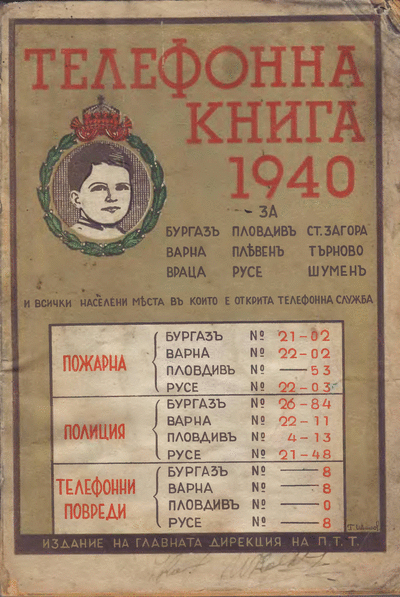 ТЕЛЕФОННА
КНИГА
1940
ЗА
БУРГАЗЪ ПЛОВДИВЪ СТ. ЗАГОРА
ВАРНА ПЛѢВЕНЪ ТЪРНОВО
ВРАЦА РУСЕ ШУМЕНЪ
И ВСИЧКИ НАСЕЛЕНИ МѢСТА ВЪ КОИТО Е ОТКРИТА ТЕЛЕФОННА СЛУЖБА
ПОЖАРНА
БУРГАЗЪ № 21-02
ВАРНА № 22-02
ПЛОВДИВЪ № —53
РУСЕ № 22-03
ПОЛИЦИЯ
БУРГАЗЪ № 26-84
ВАРНА № 22-11
ПЛОВДИВЪ № 4-13
РУСЕ № 21-48
ТЕЛЕФОННИ
ПОВРЕДИ
БУРГАЗЪ № —8
ВАРНА № —8
ПЛОВДИВЪ № —0
РУСЕ № —8
ИЗДАНИЕ НА ГЛАВНАТА ДИРЕКЦИЯ НА П.Т.Т.